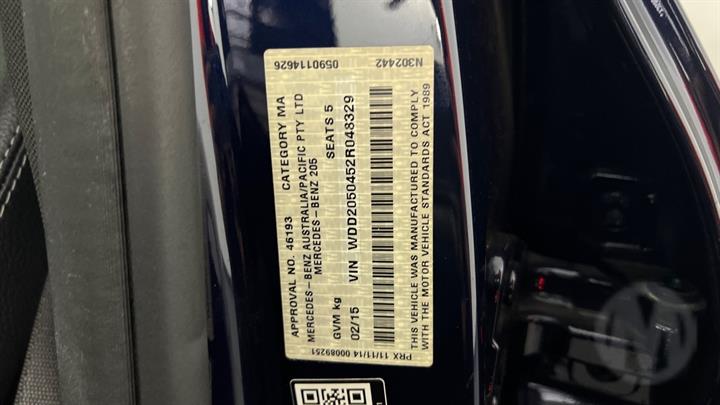 0590114626 N302442
APPROVAL NO. 46193 CATEGORY MA
MERCEDES-BENZ AUSTRALIA/PACIFIC PTY LTD
MERCEDES-BENZ 205
GVM kg SEATS 5
02/15 VIN WDD2050452R048329
THIS VEHICLE WAS MANUFACTURED TO COMPLY
WITH THE MOTOR VEHICLE STANDARDS ACT 1989
PRX 11/11/14 000089251